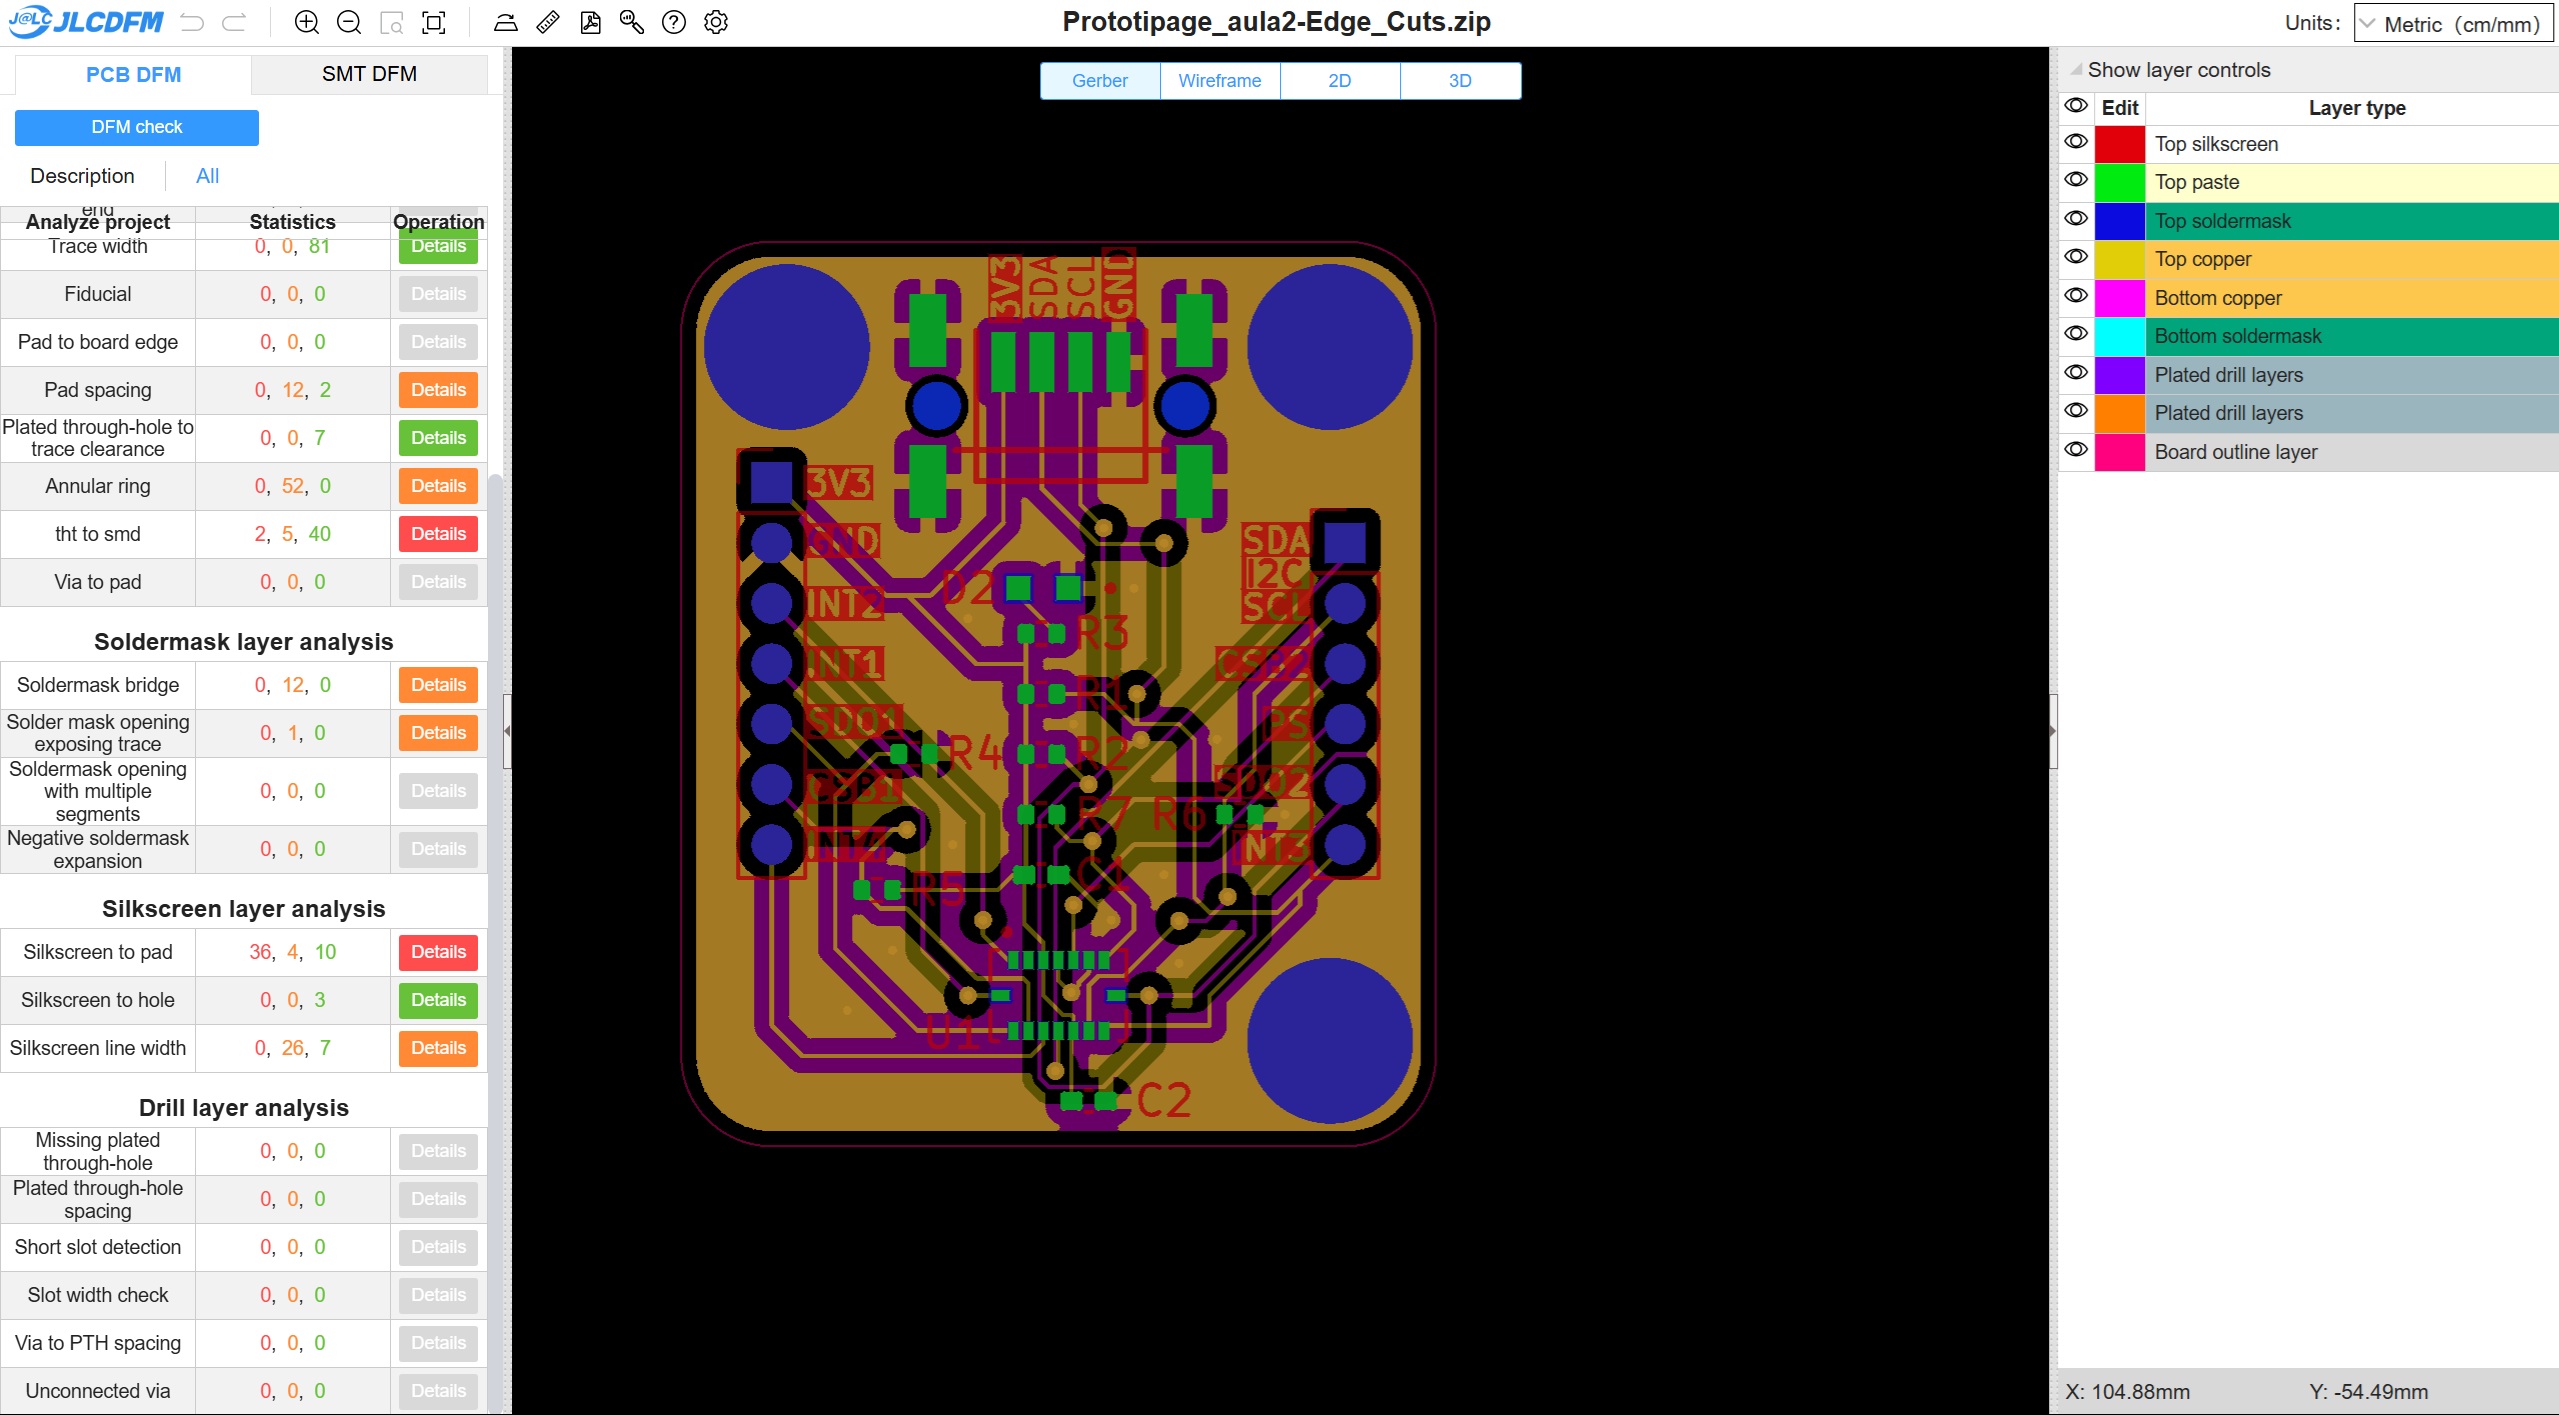 J@LC JLCDFM
Prototipage_aula2-Edge_Cuts.zip
Units: Metric (cm/mm)
PCB DFM SMT DFM
DFM check
Description All
end
Analyze project Statistics Operation
Trace width 0, 0, 81 Details
Fiducial 0, 0, 0 Details
Pad to board edge 0, 0, 0 Details
Pad spacing 0, 12, 2 Details
Plated through-hole to trace clearance 0, 0, 7 Details
Annular ring 0, 52, 0 Details
tht to smd 2, 5, 40 Details
Via to pad 0, 0, 0 Details
Soldermask layer analysis
Soldermask bridge 0, 12, 0 Details
Solder mask opening exposing trace 0, 1, 0 Details
Soldermask opening with multiple segments 0, 0, 0 Details
Negative soldermask expansion 0, 0, 0 Details
Silkscreen layer analysis
Silkscreen to pad 36, 4, 10 Details
Silkscreen to hole 0, 0, 3 Details
Silkscreen line width 0, 26, 7 Details
Drill layer analysis
Missing plated through-hole 0, 0, 0 Details
Plated through-hole spacing 0, 0, 0 Details
Short slot detection 0, 0, 0 Details
Slot width check 0, 0, 0 Details
Via to PTH spacing 0, 0, 0 Details
Unconnected via 0, 0, 0 Details
Gerber Wireframe 2D 3D
3V3 SDA SCL GND
3V3
GND
INT2
INT1
SDO1
CSB1
SDA
I2C
SCL
CSB2
PS
SDO2
INT3
D2
R3
R1
R4 R2
R7 R6
C1
R5
U1
C2
Show layer controls
Edit Layer type
Top silkscreen
Top paste
Top soldermask
Top copper
Bottom copper
Bottom soldermask
Plated drill layers
Plated drill layers
Board outline layer
X: 104.88mm Y: -54.49mm